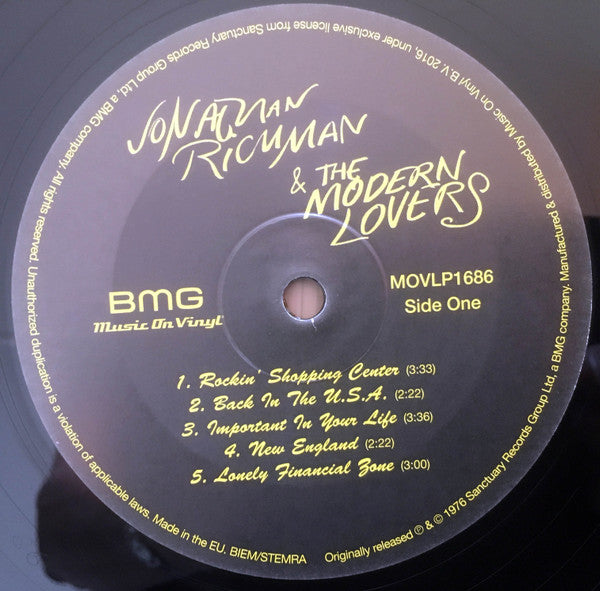 JONATHAN
RICHMAN
& THE
MODERN
LOVERS
BMG
Music On Vinyl
MOVLP1686
Side One
1. Rockin' Shopping Center (3:33)
2. Back In The U.S.A. (2:22)
3. Important In Your Life (3:36)
4. New England (2:22)
5. Lonely Financial Zone (3:00)
Originally released ℗ & © 1976 Sanctuary Records Group Ltd, a BMG company. Manufactured & distributed by Music On Vinyl B.V. 2016, under exclusive license from Sanctuary Records Group Ltd, a BMG company. All rights reserved. Unauthorized duplication is a violation of applicable laws. Made in the EU. BIEM/STEMRA